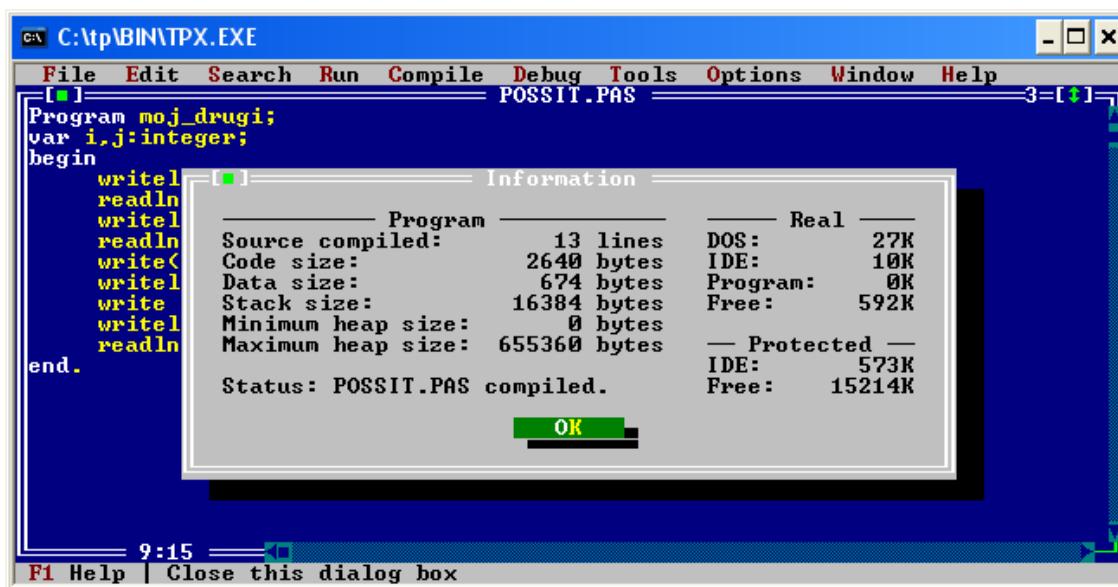 C:\tp\BIN\TPX.EXE
File Edit Search Run Compile Debug Tools Options Window Help
POSSIT.PAS 3
Program moj_drugi;
var i,j:integer;
begin
writel
readln
writel
readln
write(
writel
write
writel
readln
end.
Information
Program
Source compiled: 13 lines
Code size: 2640 bytes
Data size: 674 bytes
Stack size: 16384 bytes
Minimum heap size: 0 bytes
Maximum heap size: 655360 bytes
Status: POSSIT.PAS compiled.
Real
DOS: 27K
IDE: 10K
Program: 0K
Free: 592K
Protected
IDE: 573K
Free: 15214K
OK
9:15
F1 Help | Close this dialog box